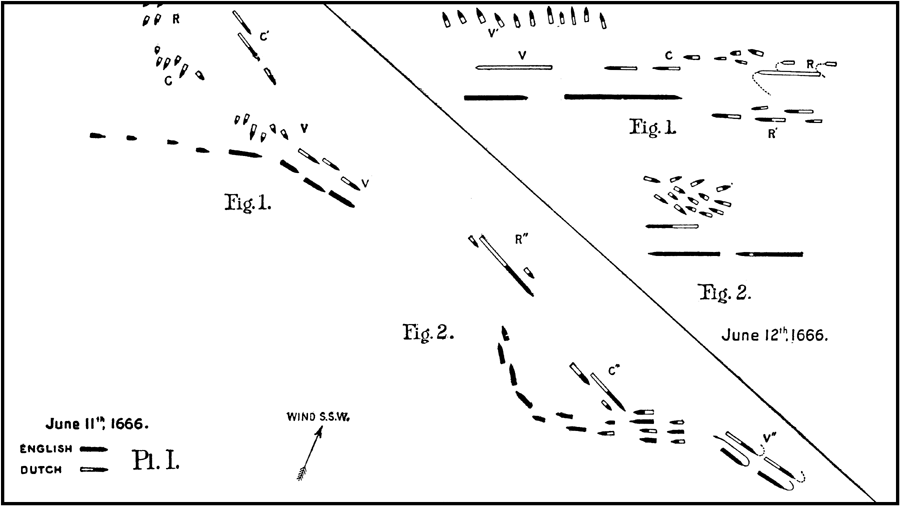 R
C'
C
V
V
Fig. 1.
R"
Fig. 2.
C"
V"
June 11th, 1666.
ENGLISH
DUTCH
Pl. I.
WIND S.S.W.
V'
V
C
R
Fig. 1.
R'
Fig. 2.
June 12th, 1666.